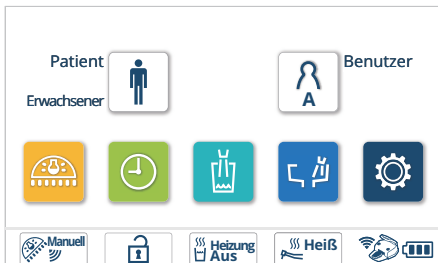 Patient
Benutzer
Erwachsener
A
Manuell
Heizung
Aus
Heiß